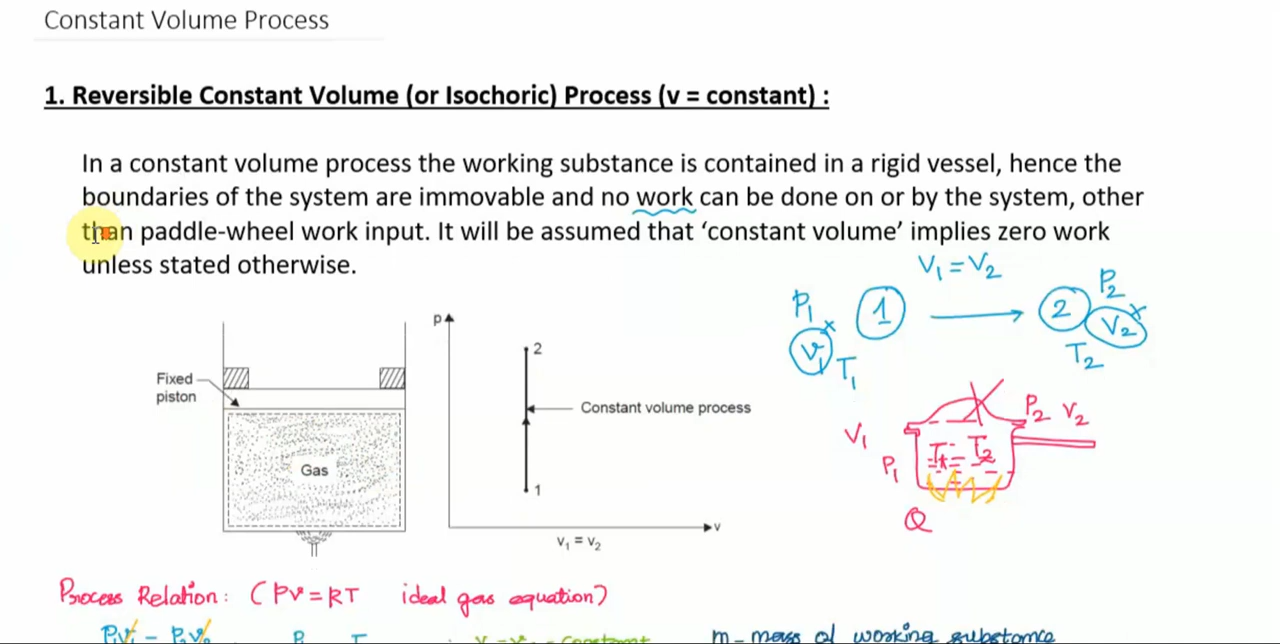 Constant Volume Process
1. Reversible Constant Volume (or Isochoric) Process (v = constant) :
In a constant volume process the working substance is contained in a rigid vessel, hence the
boundaries of the system are immovable and no work can be done on or by the system, other
than paddle-wheel work input. It will be assumed that ‘constant volume’ implies zero work
unless stated otherwise.
V₁ = V₂
P₁ 1 2 P₂
V₁ T₁ V₂
T₂
p 2
Fixed
piston
Constant volume process
P₂ V₂
V₁
P₁ T₂
Gas
1
Q
v
v₁ = v₂
Process Relation: (Pv = RT ideal gas equation)
m - mass of working substance